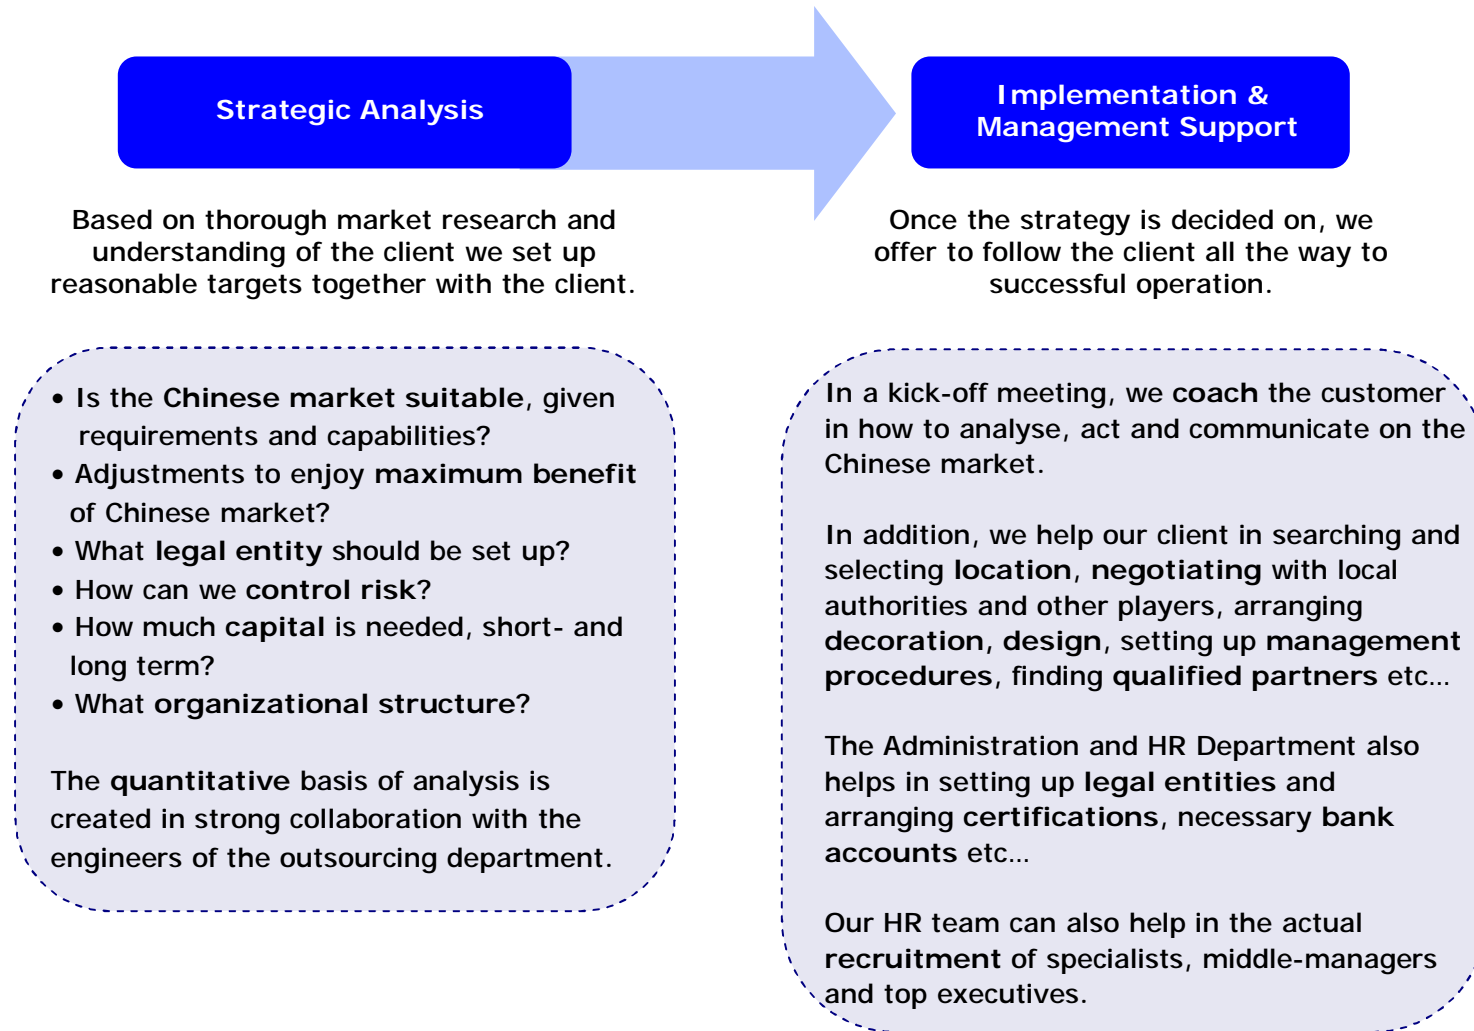 Strategic Analysis
Based on thorough market research and
understanding of the client we set up
reasonable targets together with the client.
• Is the Chinese market suitable, given
requirements and capabilities?
• Adjustments to enjoy maximum benefit
of Chinese market?
• What legal entity should be set up?
• How can we control risk?
• How much capital is needed, short- and
long term?
• What organizational structure?
The quantitative basis of analysis is
created in strong collaboration with the
engineers of the outsourcing department.
Implementation &
Management Support
Once the strategy is decided on, we
offer to follow the client all the way to
successful operation.
In a kick-off meeting, we coach the customer
in how to analyse, act and communicate on the
Chinese market.
In addition, we help our client in searching and
selecting location, negotiating with local
authorities and other players, arranging
decoration, design, setting up management
procedures, finding qualified partners etc...
The Administration and HR Department also
helps in setting up legal entities and
arranging certifications, necessary bank
accounts etc...
Our HR team can also help in the actual
recruitment of specialists, middle-managers
and top executives.